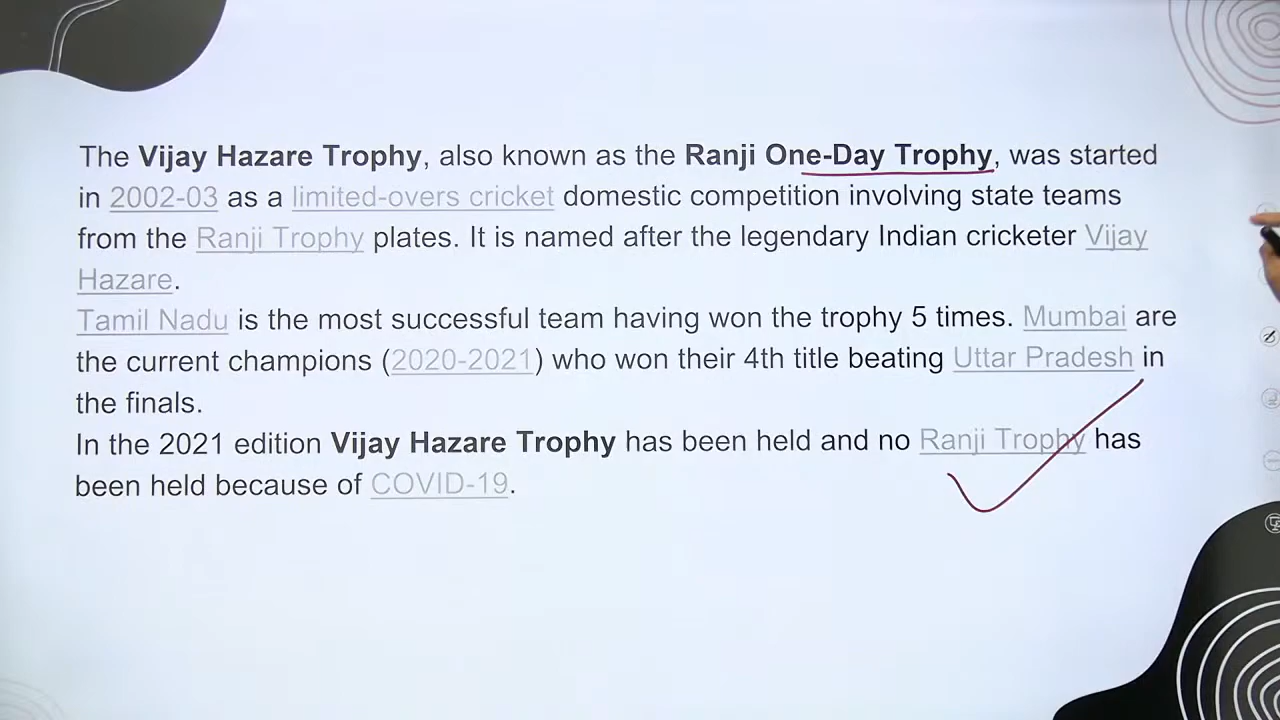 The Vijay Hazare Trophy, also known as the Ranji One-Day Trophy, was started
in 2002-03 as a limited-overs cricket domestic competition involving state teams
from the Ranji Trophy plates. It is named after the legendary Indian cricketer Vijay
Hazare.
Tamil Nadu is the most successful team having won the trophy 5 times. Mumbai are
the current champions (2020-2021) who won their 4th title beating Uttar Pradesh in
the finals.
In the 2021 edition Vijay Hazare Trophy has been held and no Ranji Trophy has
been held because of COVID-19.